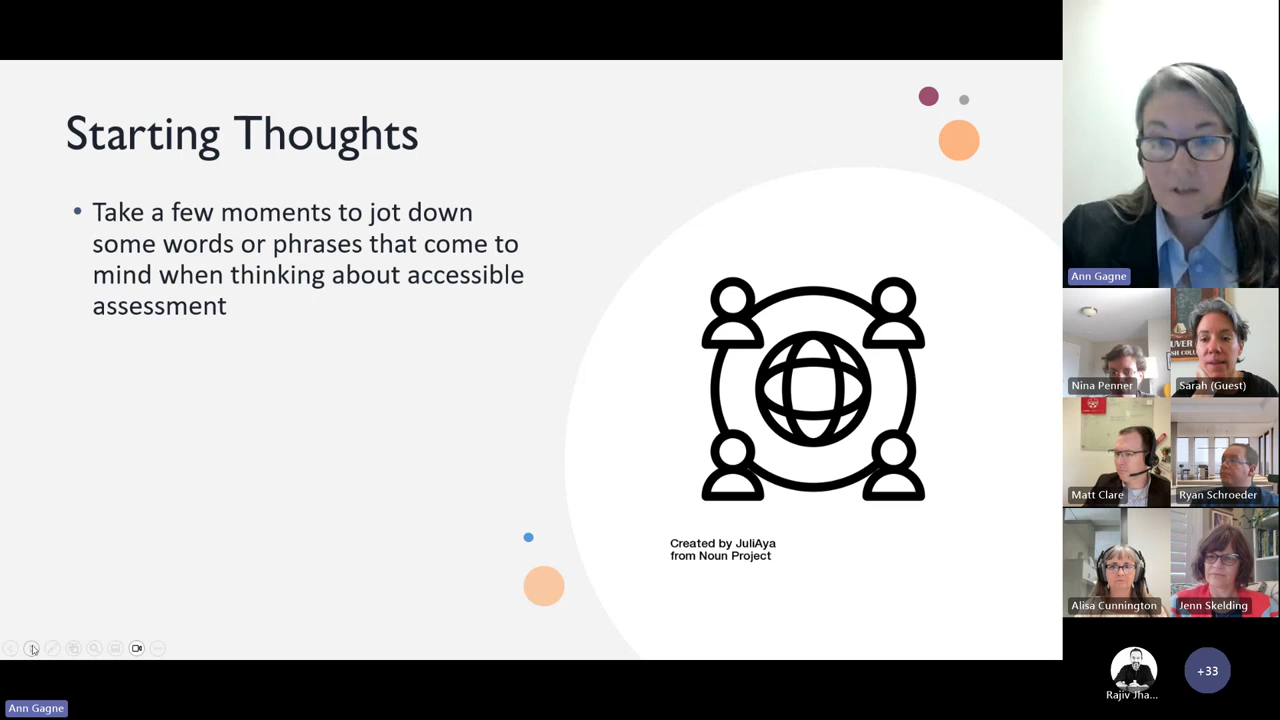 Starting Thoughts
• Take a few moments to jot down
some words or phrases that come to
mind when thinking about accessible
assessment
Created by JuliAya
from Noun Project
Ann Gagne
Ann Gagne
Nina Penner
Sarah (Guest)
Matt Clare
Ryan Schroeder
Alisa Cunnington
Jenn Skelding
Rajiv Jha...
+33